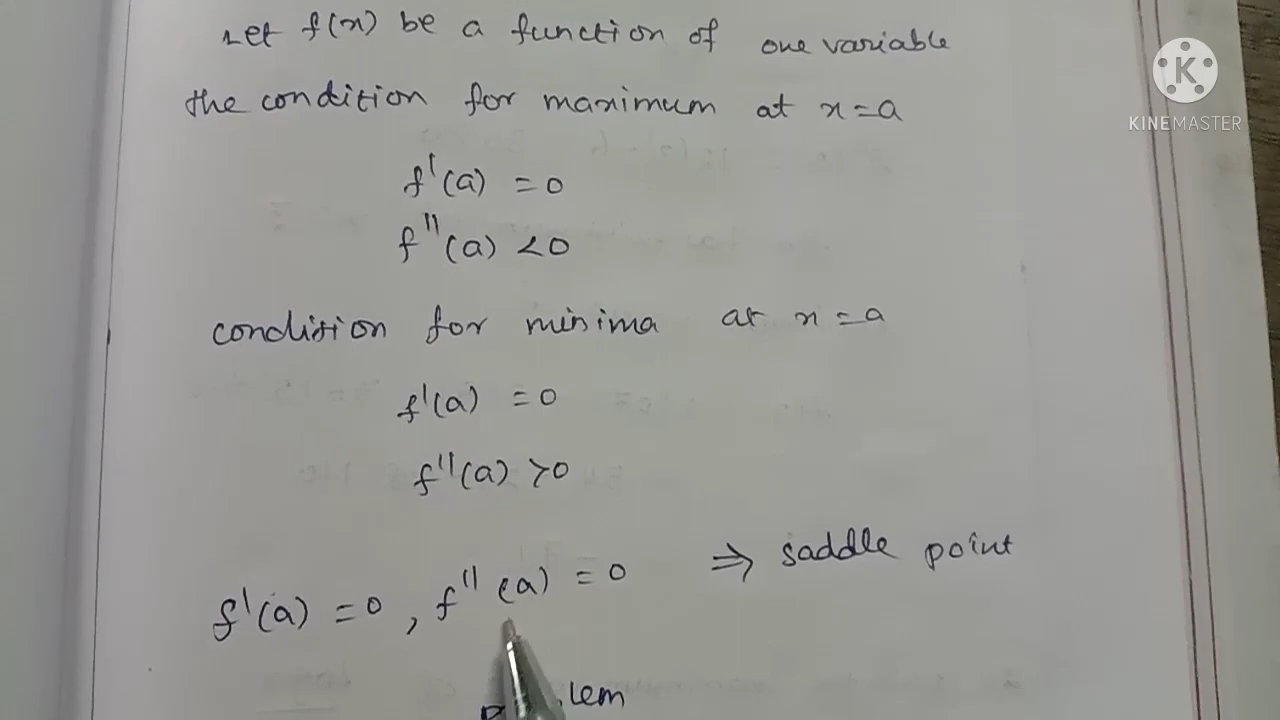 Let f(x) be a function of one variable
the condition for maximum at x=a
f'(a) = 0
f''(a) <0
condition for minima at x=a
f'(a) = 0
f''(a) >0
f'(a) = 0, f''(a) = 0 ⇒ saddle point
KINEMASTER